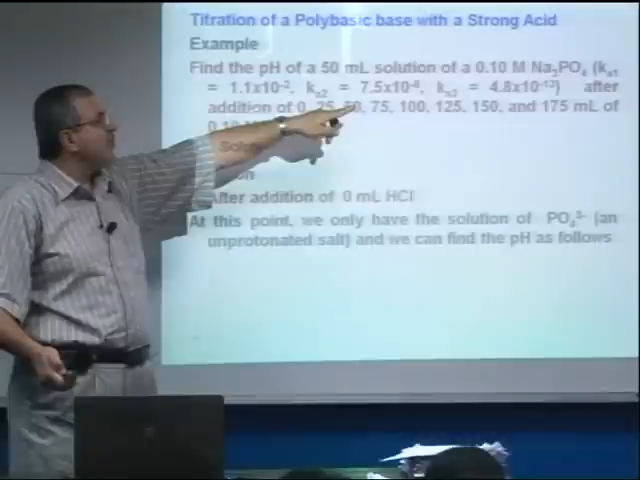 Titration of a Polybasic base with a Strong Acid
Example
Find the pH of a 50 mL solution of a 0.10 M Na3PO4 (ka1
= 1.1x10-2, ka2 = 7.5x10-8, ka3 = 4.8x10-13) after
addition of 0, 25, 50, 75, 100, 125, 150, and 175 mL of
0.10
After addition of 0 mL HCl
At this point, we only have the solution of PO43- (an
unprotonated salt) and we can find the pH as follows